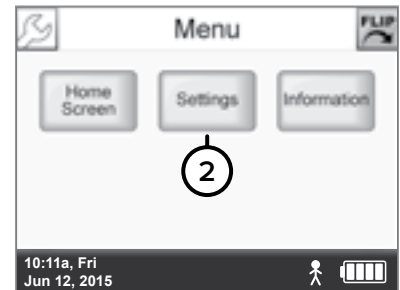 Menu
FLIP
Home
Screen
Settings
Information
2
10:11a, Fri
Jun 12, 2015